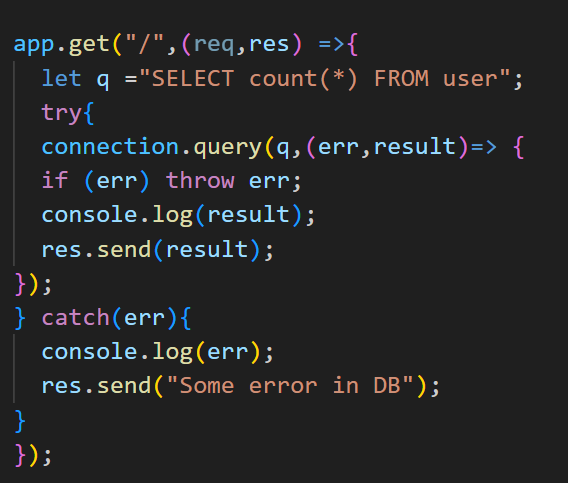 app.get("/",(req,res) =>{
let q ="SELECT count(*) FROM user";
try{
connection.query(q,(err,result)=> {
if (err) throw err;
console.log(result);
res.send(result);
});
} catch(err){
console.log(err);
res.send("Some error in DB");
}
});